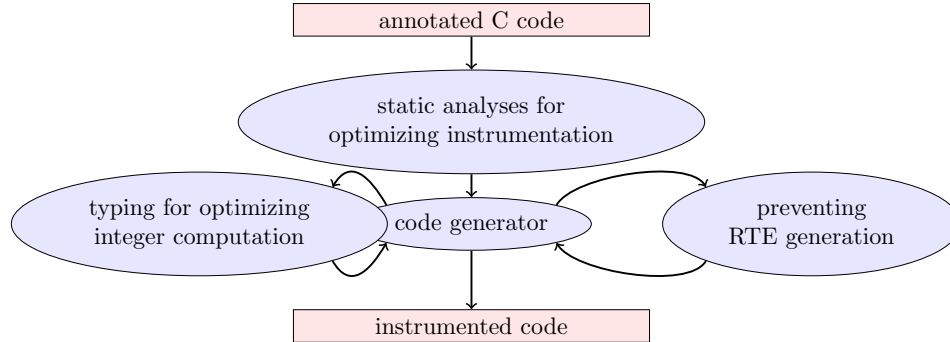 annotated C code
static analyses for
optimizing instrumentation
typing for optimizing
integer computation
code generator
preventing
RTE generation
instrumented code